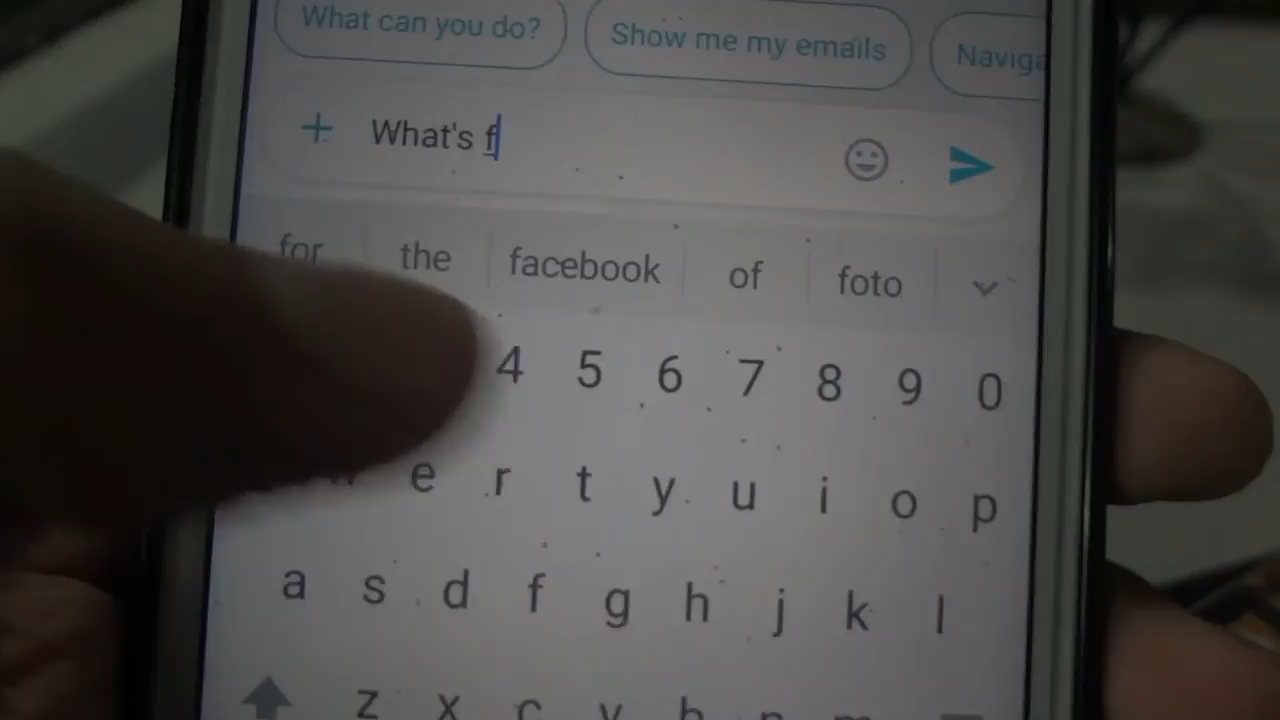 What can you do? Show me my emails Naviga
What's f
for the facebook of foto
4 5 6 7 8 9 0
e r t y u i o p
a s d f g h j k l
z x c v b n m